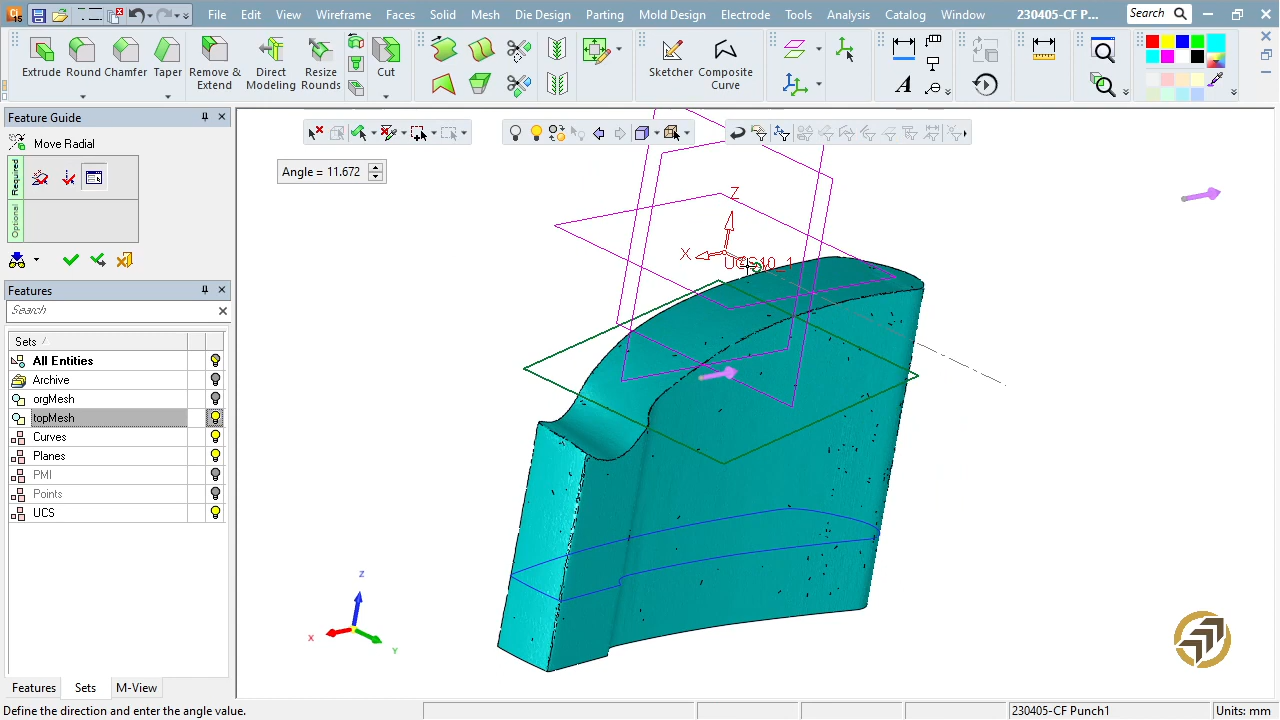 File Edit View Wireframe Faces Solid Mesh Die Design Parting Mold Design Electrode Tools Analysis Catalog Window 230405-CF P... Search
Extrude Round Chamfer Taper Remove & Extend Direct Modeling Resize Rounds Cut Sketcher Composite Curve
Feature Guide
Move Radial
Required
Optional
Angle = 11.672
Features
Search
Sets
All Entities
Archive
orgMesh
topMesh
Curves
Planes
PMI
Points
UCS
Z
X
UCS10_1
Z
X
Y
Features Sets M-View
Define the direction and enter the angle value.
230405-CF Punch1
Units: mm